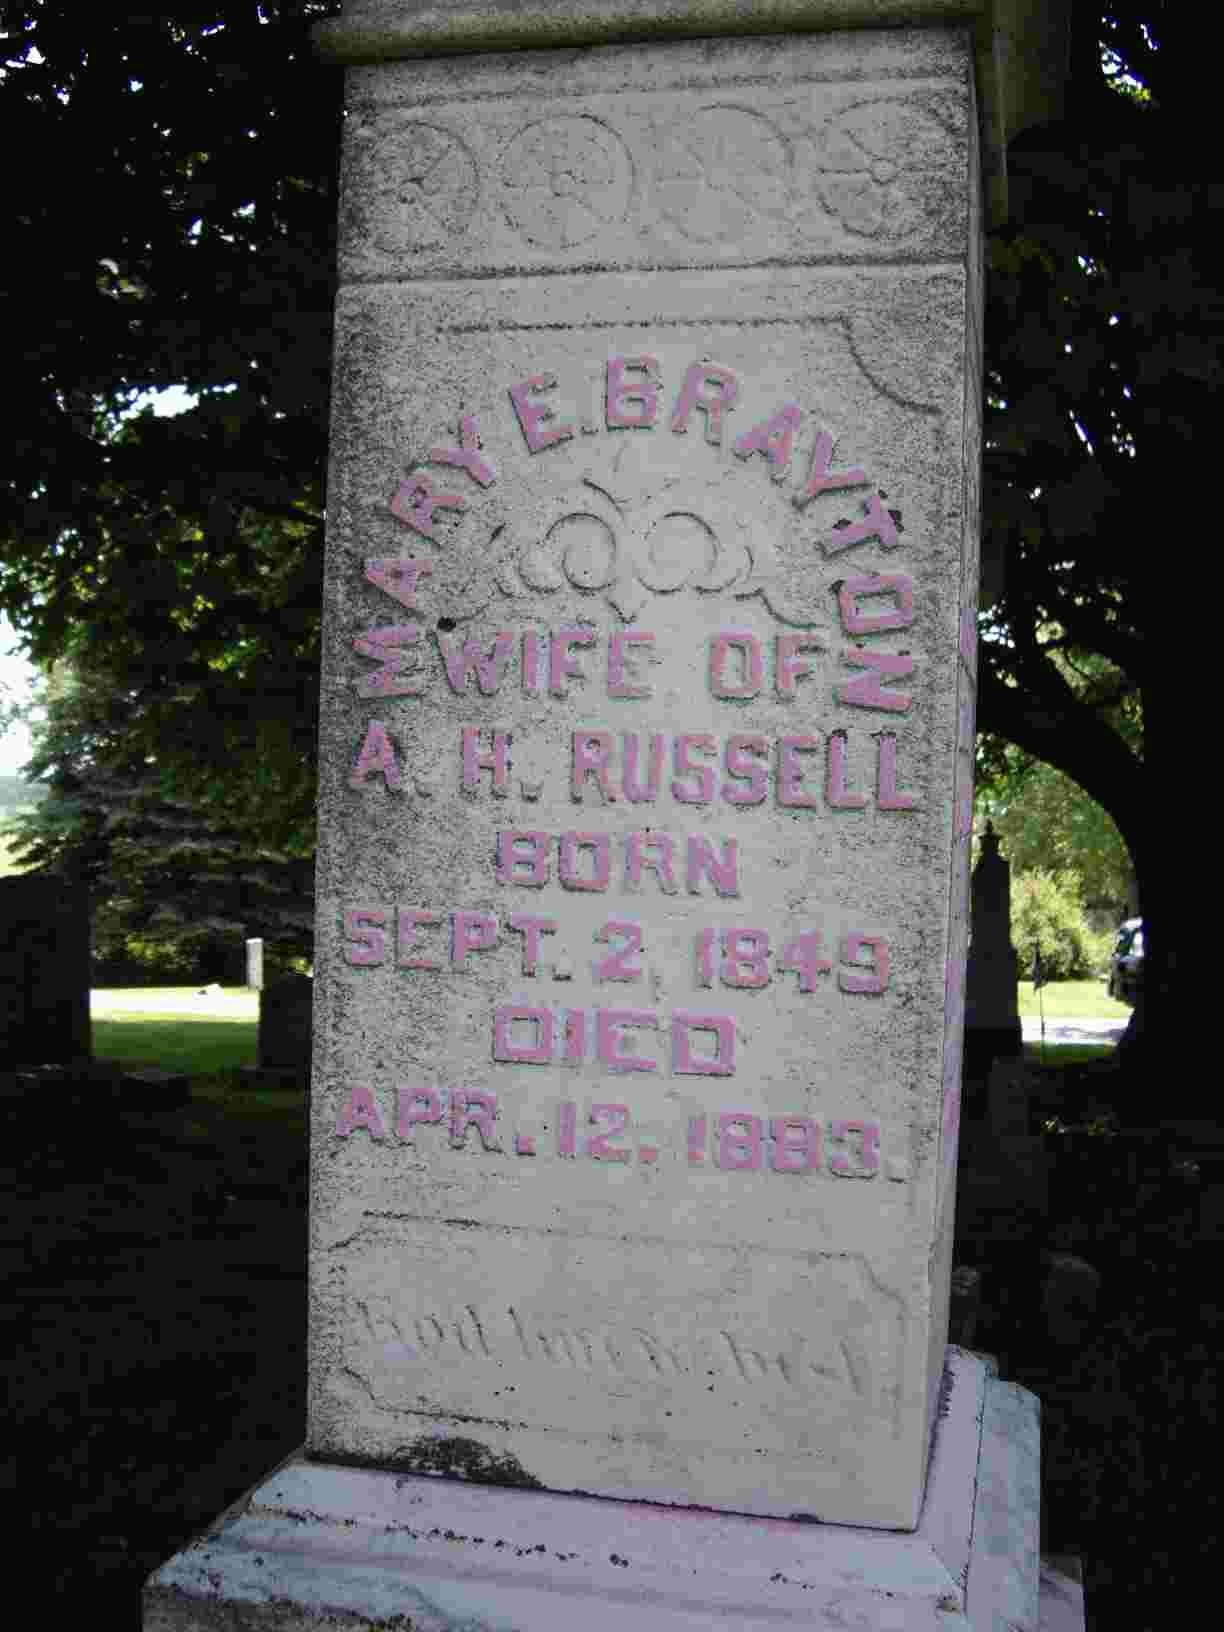 MARY E. BRAYTON
WIFE OF
A. H. RUSSELL
BORN
SEPT. 2, 1849
DIED
APR. 12, 1883.